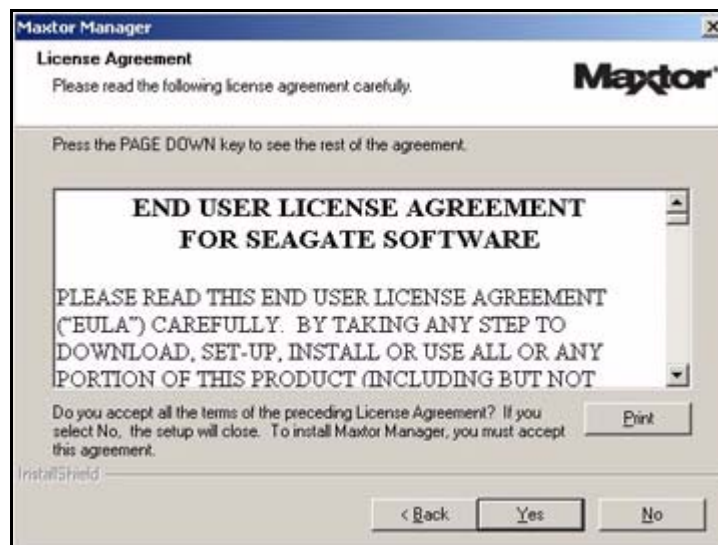 Maxtor Manager
License Agreement
Please read the following license agreement carefully.
Maxtor
Press the PAGE DOWN key to see the rest of the agreement.
END USER LICENSE AGREEMENT
FOR SEAGATE SOFTWARE
PLEASE READ THIS END USER LICENSE AGREEMENT
("EULA") CAREFULLY. BY TAKING ANY STEP TO
DOWNLOAD, SET-UP, INSTALL OR USE ALL OR ANY
PORTION OF THIS PRODUCT (INCLUDING BUT NOT
Do you accept all the terms of the preceding License Agreement? If you
select No, the setup will close. To install Maxtor Manager, you must accept
this agreement.
Print
InstallShield
< Back
Yes
No